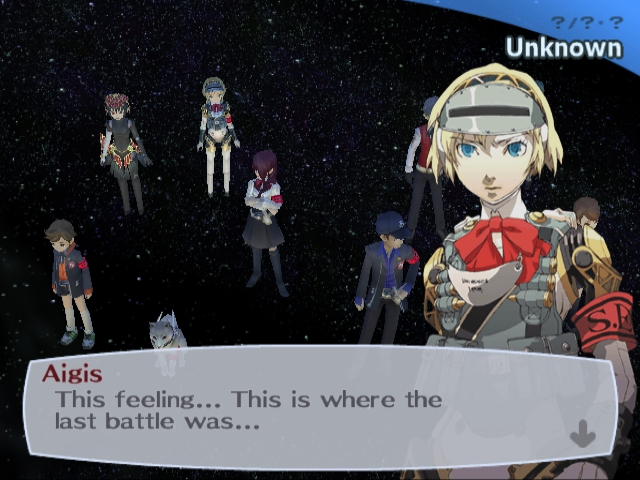 ?/?・?
Unknown
S.E
Aigis
This feeling... This is where the
last battle was...